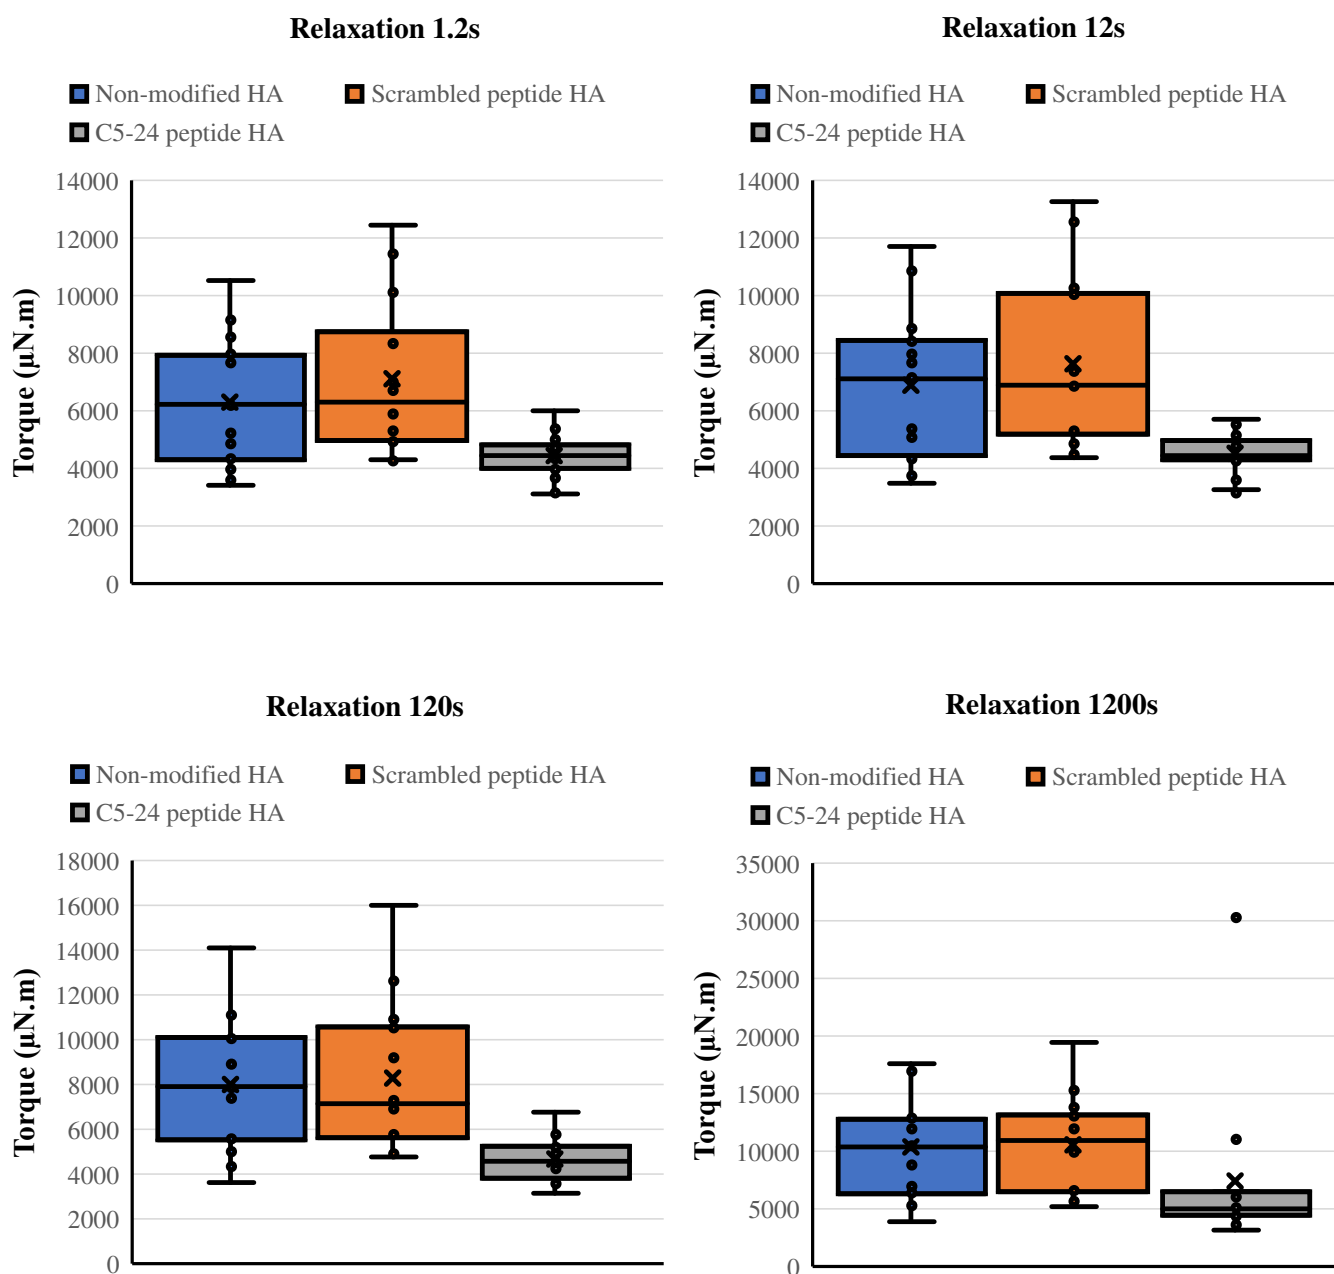 Relaxation 1.2s
Non-modified HA
Scrambled peptide HA
C5-24 peptide HA
14000
12000
10000
8000
6000
4000
2000
0
Torque (µN.m)
Relaxation 12s
Non-modified HA
Scrambled peptide HA
C5-24 peptide HA
14000
12000
10000
8000
6000
4000
2000
0
Torque (µN.m)
Relaxation 120s
Non-modified HA
Scrambled peptide HA
C5-24 peptide HA
18000
16000
14000
12000
10000
8000
6000
4000
2000
0
Torque (µN.m)
Relaxation 1200s
Non-modified HA
Scrambled peptide HA
C5-24 peptide HA
35000
30000
25000
20000
15000
10000
5000
0
Torque (µN.m)